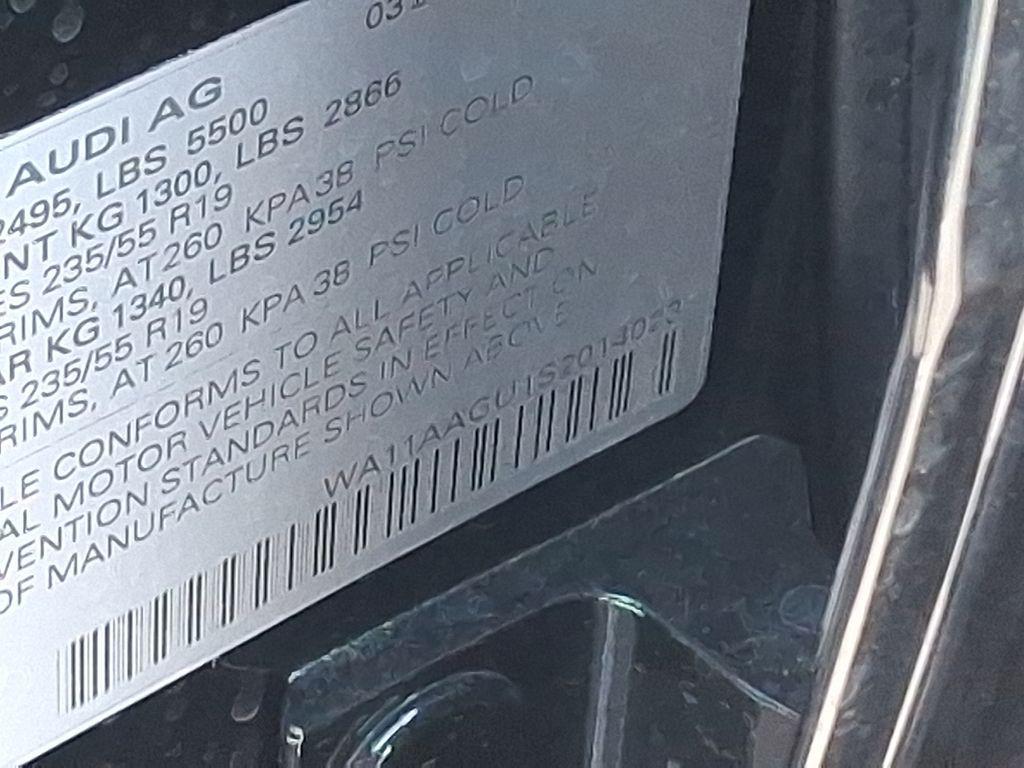 031
AUDI AG
2495, LBS 5500
NT KG 1300, LBS 2866
ES 235/55 R19
RIMS, AT 260 KPA 38 PSI COLD
AR KG 1340, LBS 2954
S 235/55 R19
RIMS, AT 260 KPA 38 PSI COLD
LE CONFORMS TO ALL APPLICABLE
AL MOTOR VEHICLE SAFETY AND
VENTION STANDARDS IN EFFECT ON
OF MANUFACTURE SHOWN ABOVE
WA11AAGU1S2014023